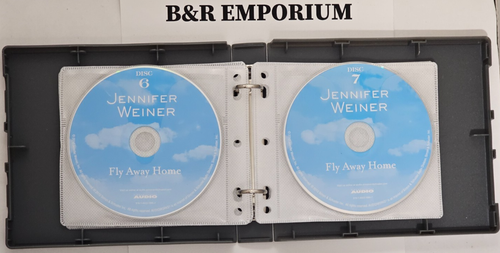 B&R EMPORIUM
DISC
6
JENNIFER
WEINER
Fly Away Home
DISC
7
JENNIFER
WEINER
Fly Away Home